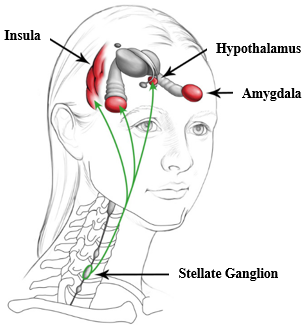 Insula
Hypothalamus
Amygdala
Stellate Ganglion